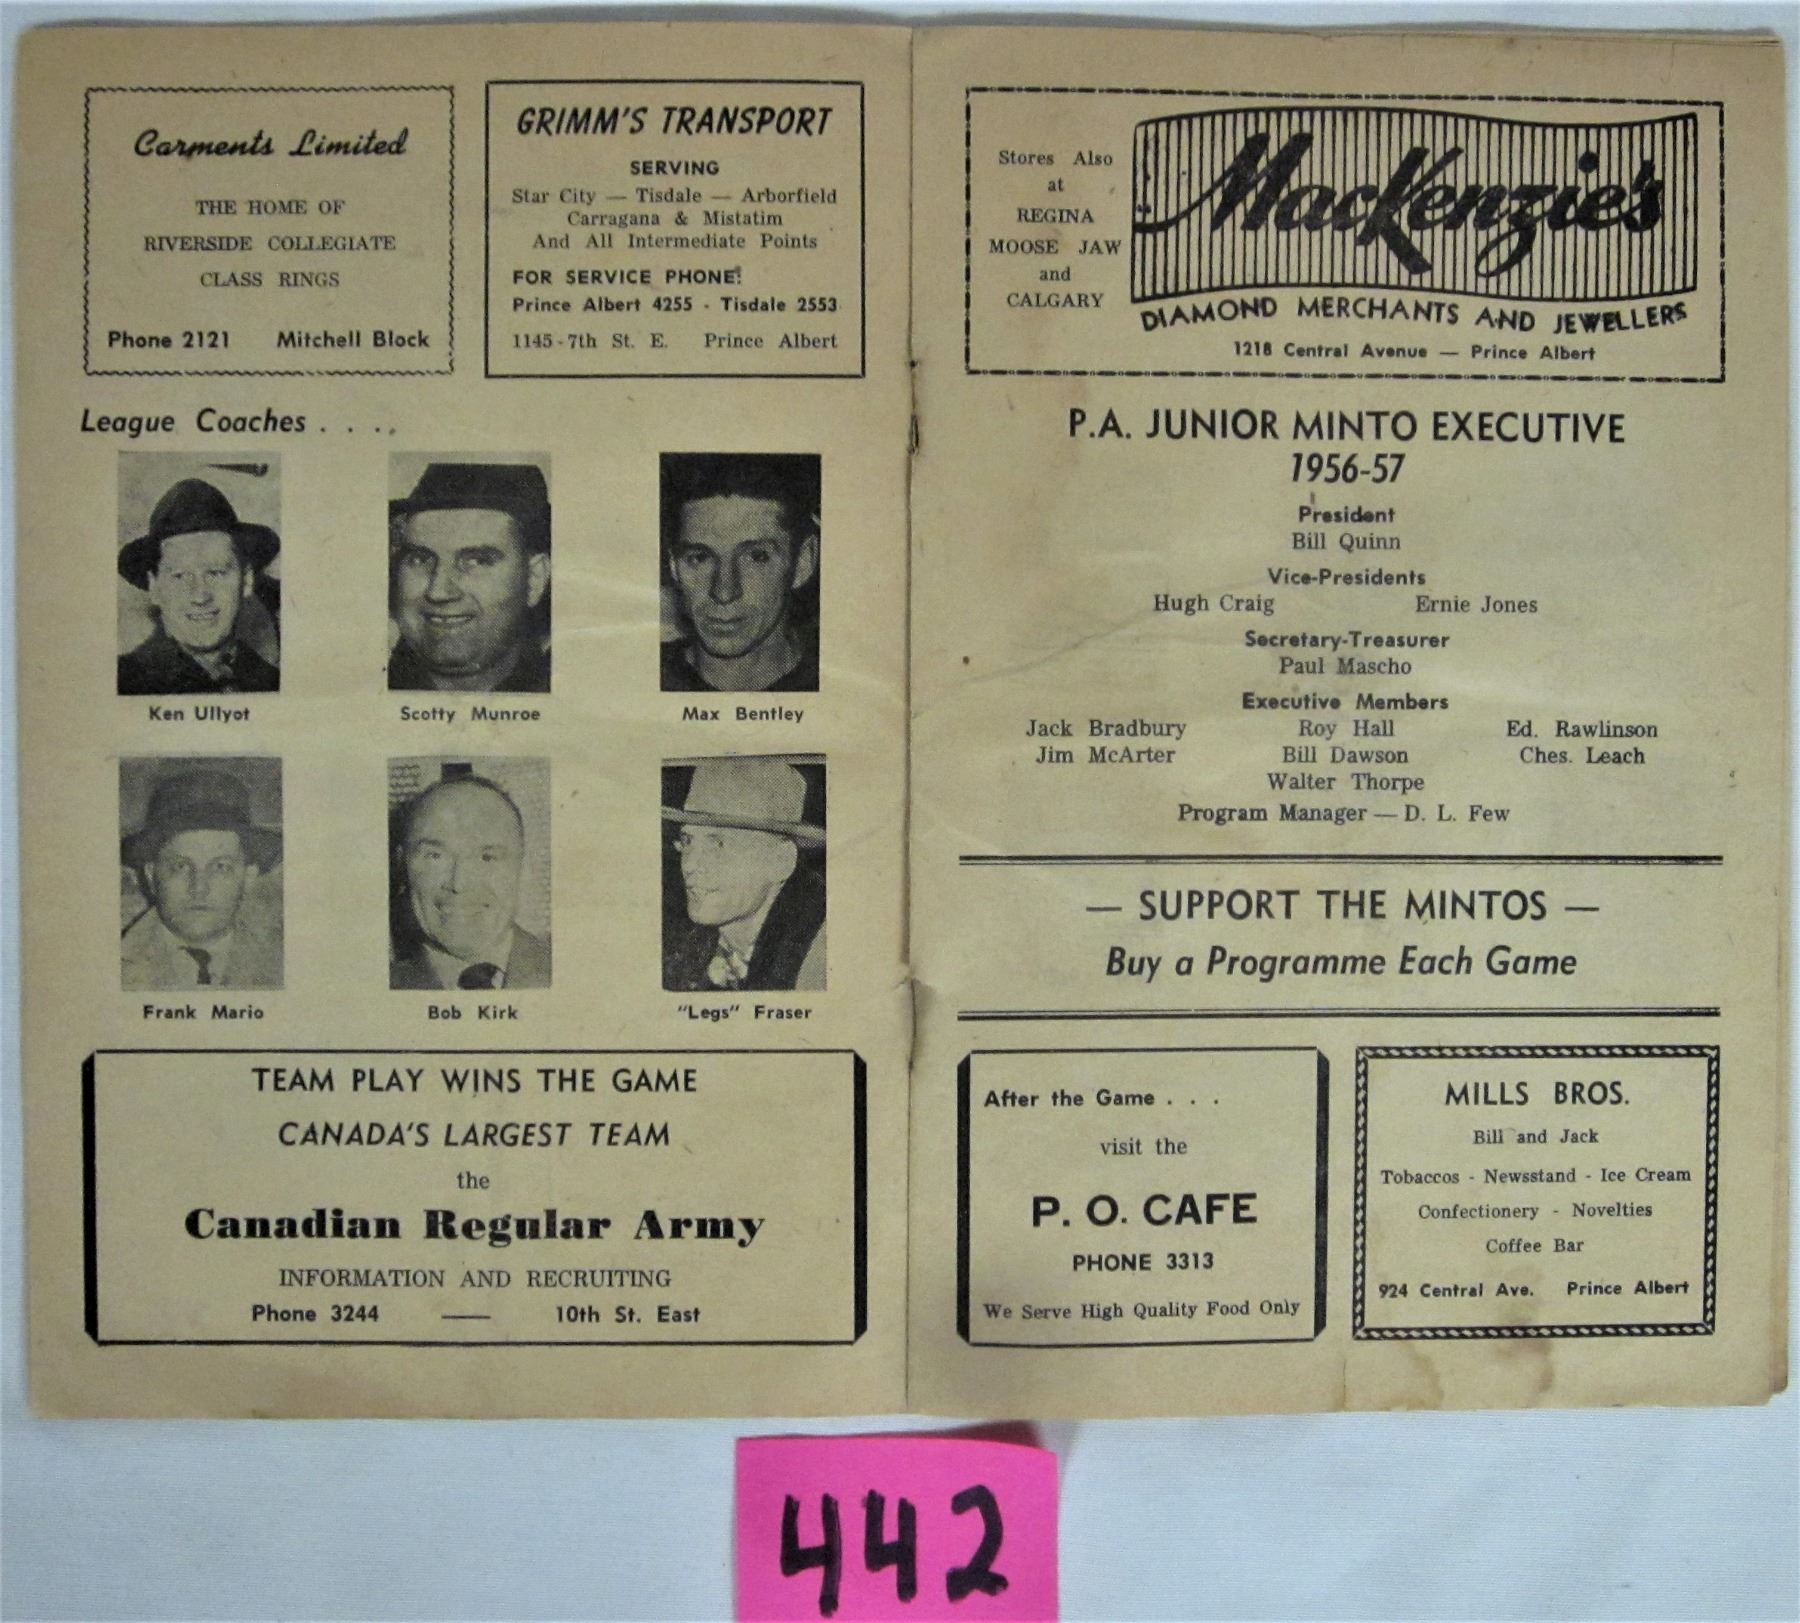 Carments Limited
THE HOME OF
RIVERSIDE COLLEGIATE
CLASS RINGS
Phone 2121 Mitchell Block
GRIMM'S TRANSPORT
SERVING
Star City — Tisdale — Arborfield
Carragana & Mistatim
And All Intermediate Points
FOR SERVICE PHONE:
Prince Albert 4255 - Tisdale 2553
1145-7th St. E. Prince Albert
League Coaches . . . .
Ken Ullyot Scotty Munroe Max Bentley
Frank Mario Bob Kirk "Legs" Fraser
TEAM PLAY WINS THE GAME
CANADA'S LARGEST TEAM
the
Canadian Regular Army
INFORMATION AND RECRUITING
Phone 3244 —— 10th St. East
Stores Also
at
REGINA
MOOSE JAW
and
CALGARY
MacKenzie's
DIAMOND MERCHANTS AND JEWELLERS
1218 Central Avenue — Prince Albert
P.A. JUNIOR MINTO EXECUTIVE
1956-57
President
Bill Quinn
Vice-Presidents
Hugh Craig Ernie Jones
Secretary-Treasurer
Paul Mascho
Executive Members
Jack Bradbury Roy Hall Ed. Rawlinson
Jim McArter Bill Dawson Ches. Leach
Walter Thorpe
Program Manager — D. L. Few
— SUPPORT THE MINTOS —
Buy a Programme Each Game
After the Game . . .
visit the
P. O. CAFE
PHONE 3313
We Serve High Quality Food Only
MILLS BROS.
Bill and Jack
Tobaccos - Newsstand - Ice Cream
Confectionery - Novelties
Coffee Bar
924 Central Ave. Prince Albert
442